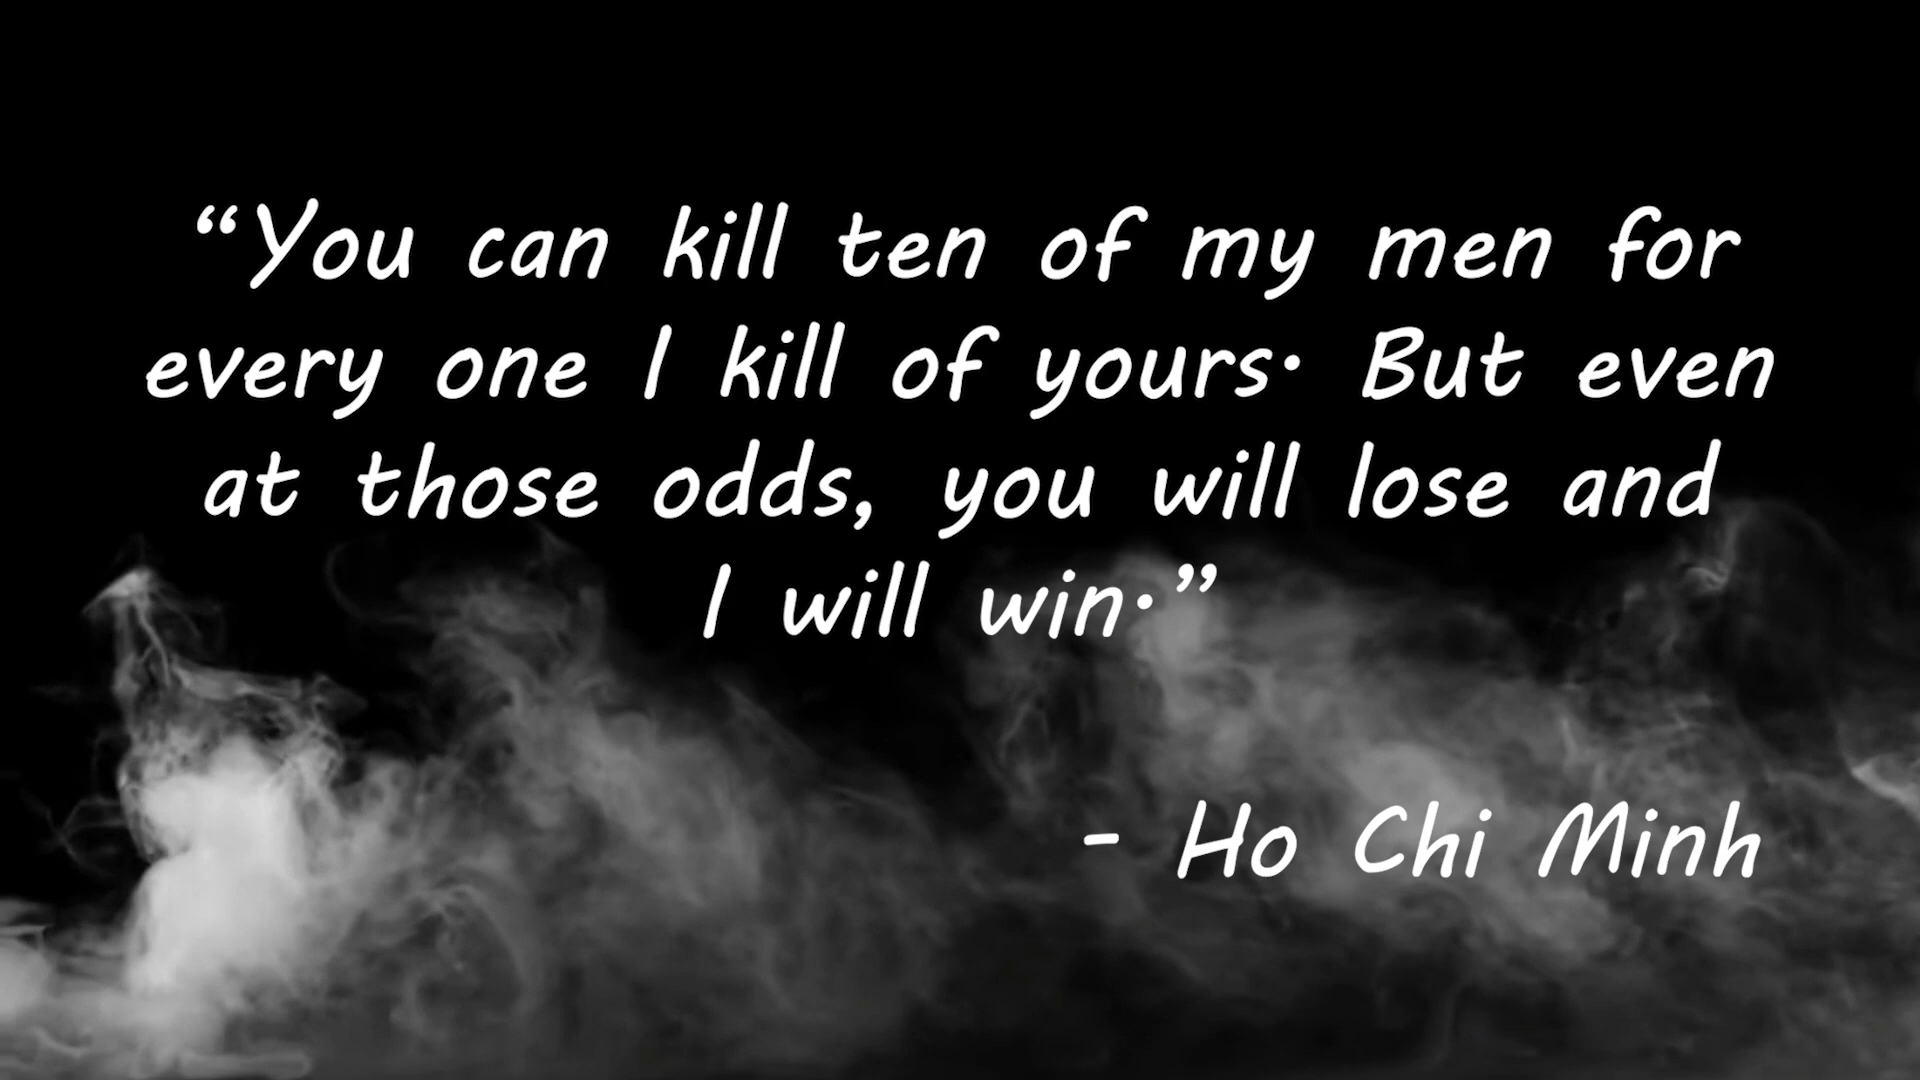 “You can kill ten of my men for
every one I kill of yours. But even
at those odds, you will lose and
I will win.”
- Ho Chi Minh